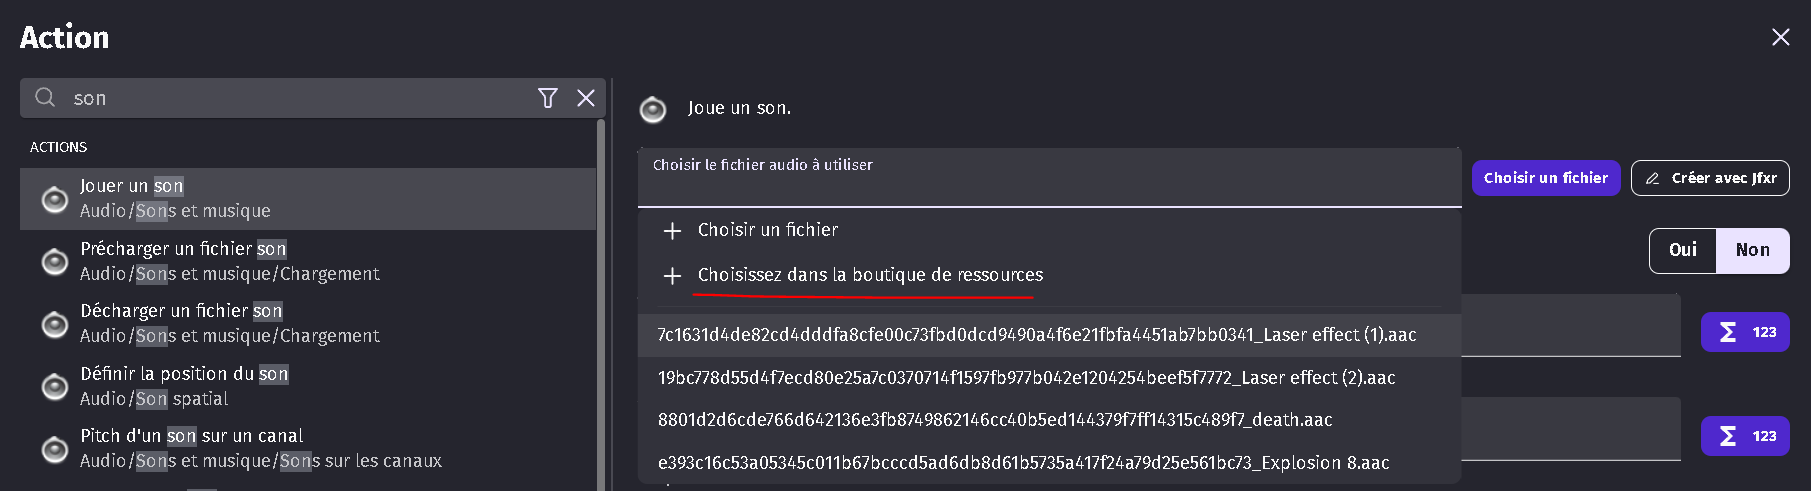 Action
son
ACTIONS
Jouer un son
Audio/Sons et musique
Précharger un fichier son
Audio/Sons et musique/Chargement
Décharger un fichier son
Audio/Sons et musique/Chargement
Définir la position du son
Audio/Son spatial
Pitch d'un son sur un canal
Audio/Sons et musique/Sons sur les canaux
Joue un son.
Choisir le fichier audio à utiliser
Choisir un fichier
Créer avec Jfxr
Choisir un fichier
Choisissez dans la boutique de ressources
Oui Non
7c1631d4de82cd4dddfa8cfe00c73fbd0dcd9490a4f6e21fbfa4451ab7bb0341_Laser effect (1).aac
19bc778d55d4f7ecd80e25a7c0370714f1597fb977b042e1204254beef5f7772_Laser effect (2).aac
8801d2d6cde766d642136e3fb8749862146cc40b5ed144379f7ff14315c489f7_death.aac
e393c16c53a05345c011b67bcccd5ad6db8d61b5735a417f24a79d25e561bc73_Explosion 8.aac
Σ 123
Σ 123